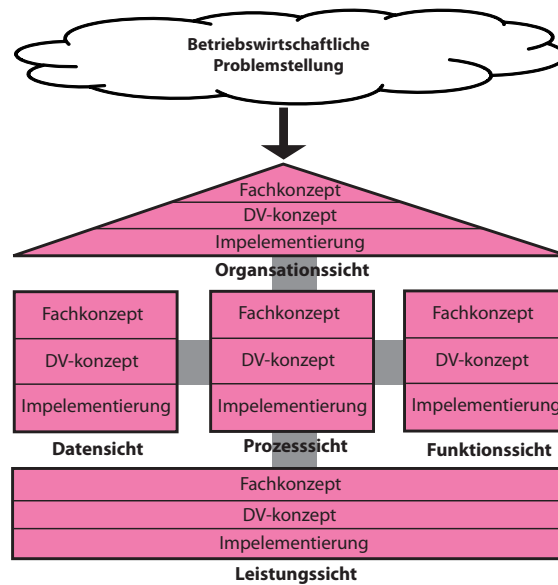 Betriebswirtschaftliche
Problemstellung
Fachkonzept
DV-konzept
Impelementierung
Organsationssicht
Fachkonzept
DV-konzept
Impelementierung
Datensicht
Fachkonzept
DV-konzept
Impelementierung
Prozesssicht
Fachkonzept
DV-konzept
Impelementierung
Funktionssicht
Fachkonzept
DV-konzept
Impelementierung
Leistungssicht